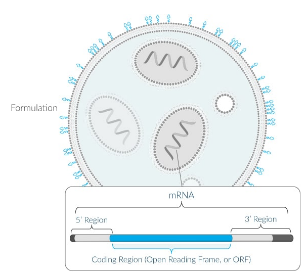 Formulation
mRNA
5' Region
3' Region
Coding Region (Open Reading Frame, or ORF)